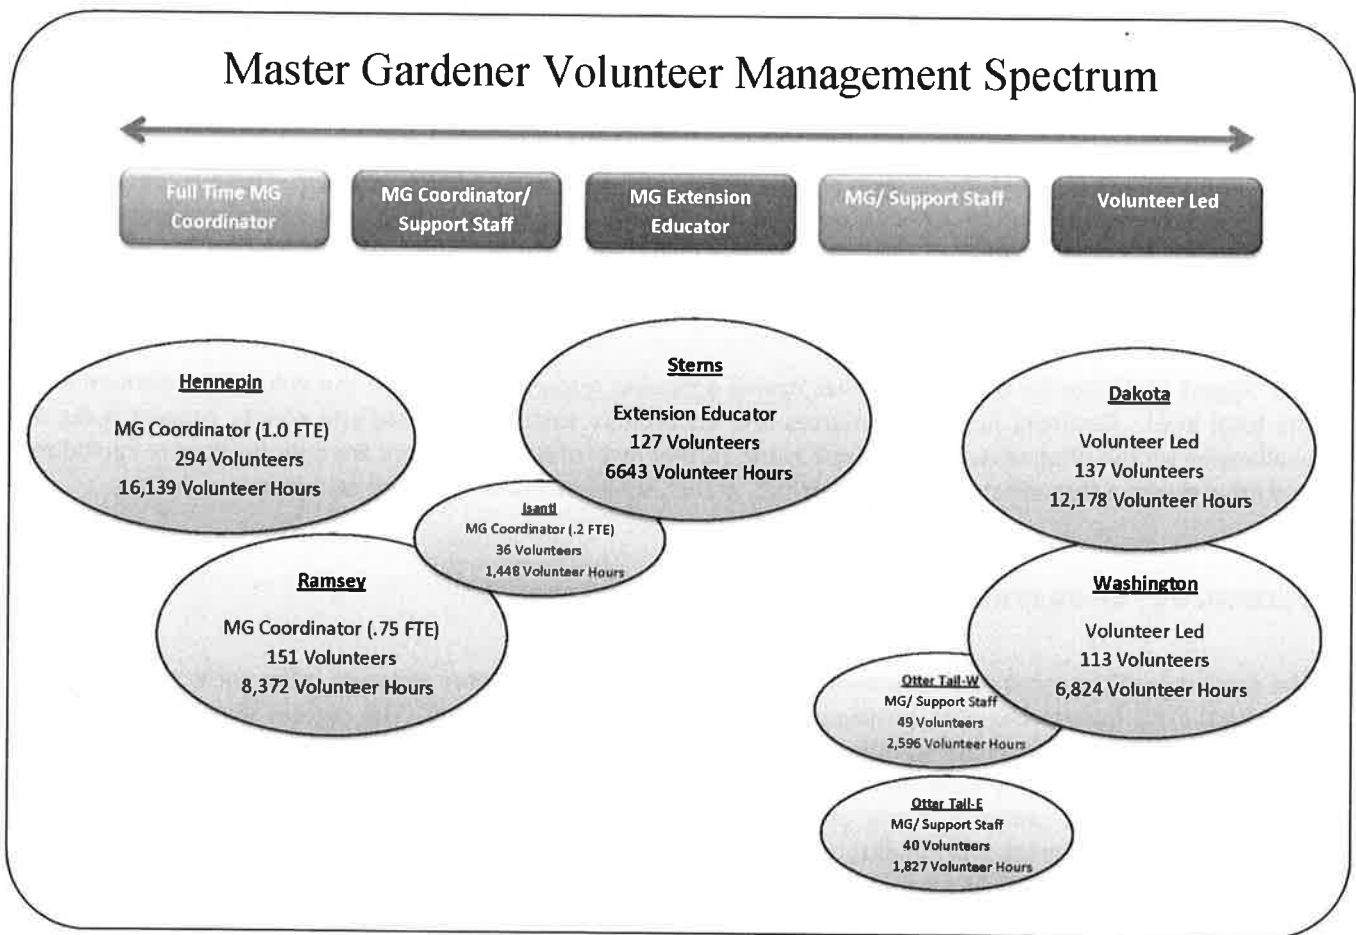 Master Gardener Volunteer Management Spectrum
Full Time MG
Coordinator
MG Coordinator/
Support Staff
MG Extension
Educator
MG/ Support Staff
Volunteer Led
Hennepin
MG Coordinator (1.0 FTE)
294 Volunteers
16,139 Volunteer Hours
Ramsey
MG Coordinator (.75 FTE)
151 Volunteers
8,372 Volunteer Hours
Isanti
MG Coordinator (.2 FTE)
36 Volunteers
1,448 Volunteer Hours
Sterns
Extension Educator
127 Volunteers
6643 Volunteer Hours
Dakota
Volunteer Led
137 Volunteers
12,178 Volunteer Hours
Washington
Volunteer Led
113 Volunteers
6,824 Volunteer Hours
Otter Tail-W
MG/ Support Staff
49 Volunteers
2,596 Volunteer Hours
Otter Tail-E
MG/ Support Staff
40 Volunteers
1,827 Volunteer Hours